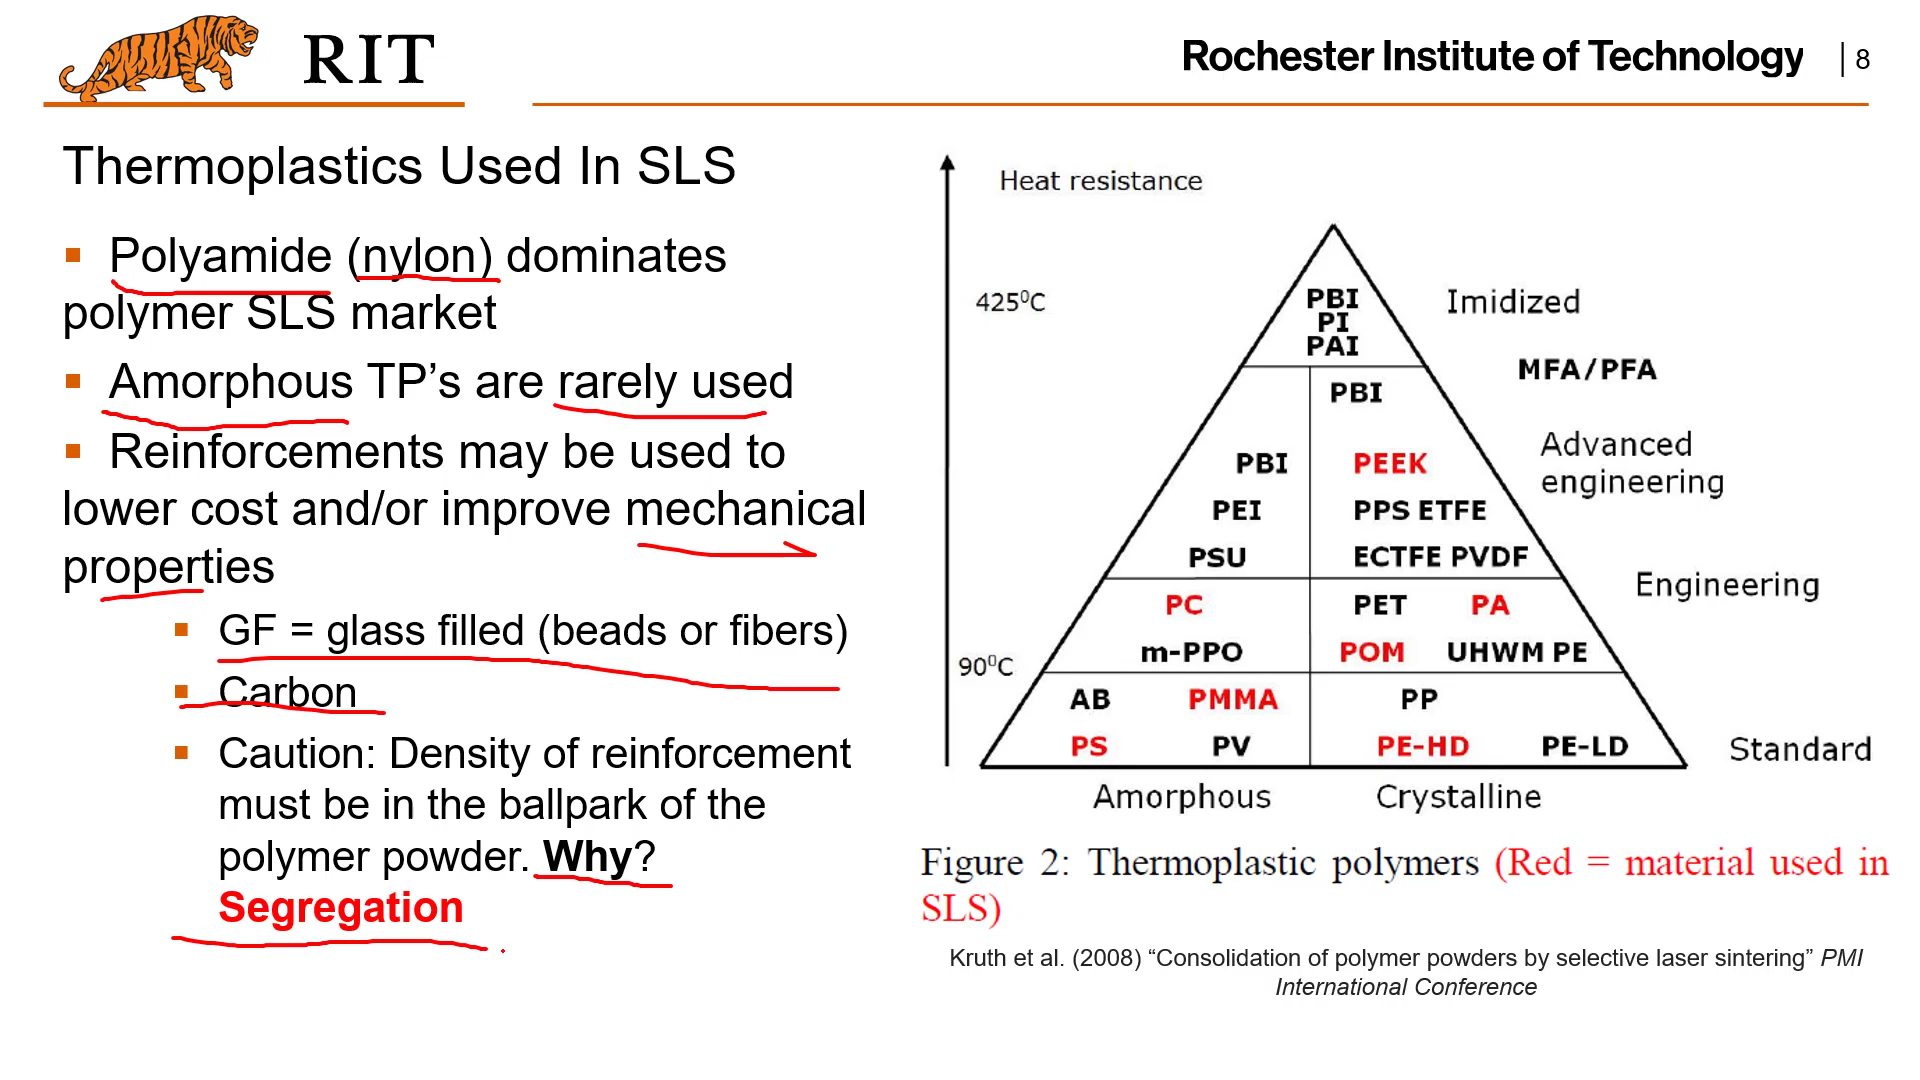 RIT
Rochester Institute of Technology | 8
Thermoplastics Used In SLS
Polyamide (nylon) dominates
polymer SLS market
Amorphous TP’s are rarely used
Reinforcements may be used to
lower cost and/or improve mechanical
properties
GF = glass filled (beads or fibers)
Carbon
Caution: Density of reinforcement
must be in the ballpark of the
polymer powder. Why?
Segregation
Heat resistance
425⁰C
PBI
PI
PAI
Imidized
MFA/PFA
PBI
PBI PEEK
Advanced
engineering
PEI PPS ETFE
PSU ECTFE PVDF
Engineering
PC PET PA
m-PPO POM UHWM PE
90⁰C
AB PMMA PP
PS PV PE-HD PE-LD
Standard
Amorphous Crystalline
Figure 2: Thermoplastic polymers (Red = material used in
SLS)
Kruth et al. (2008) “Consolidation of polymer powders by selective laser sintering” PMI
International Conference